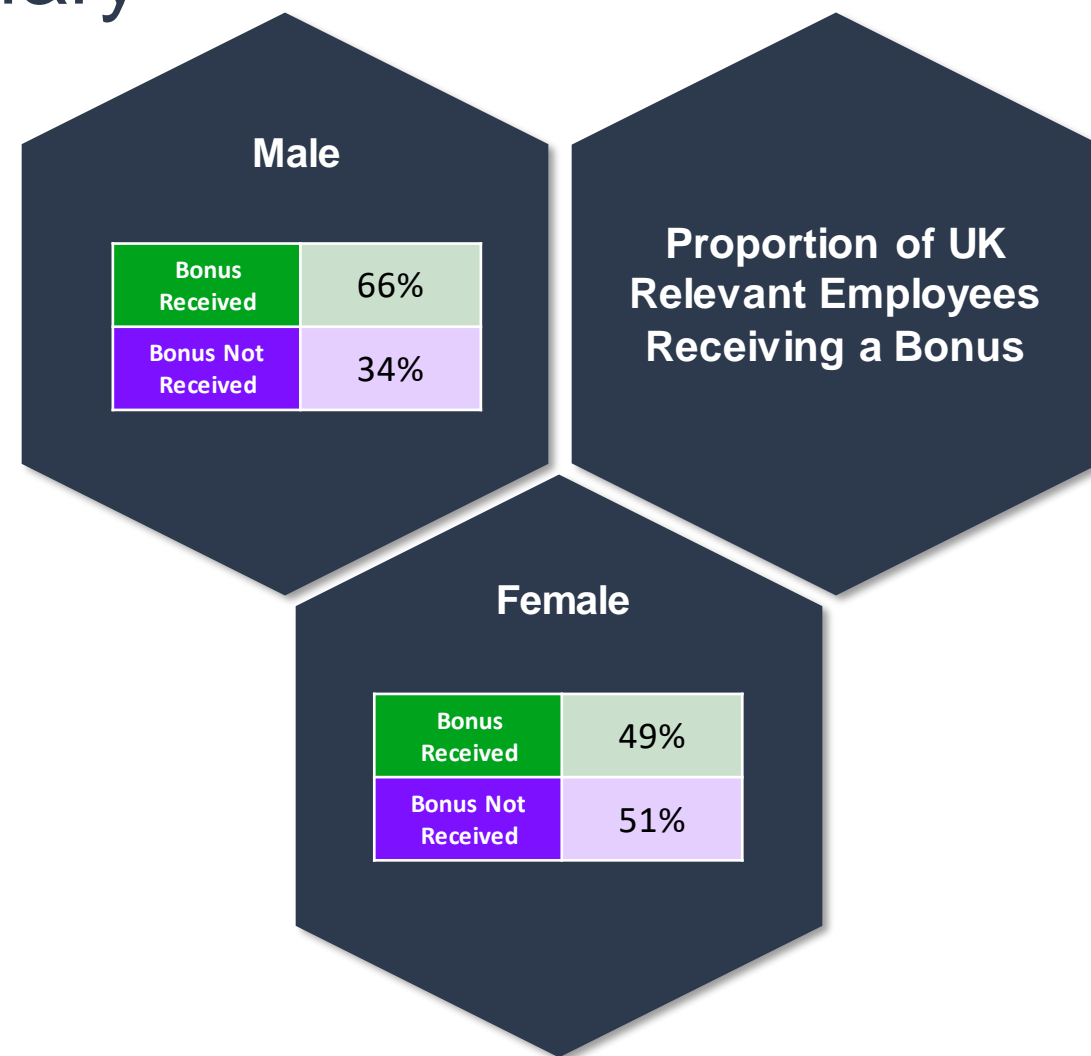 Male
Bonus
Received
66%
Bonus Not
Received
34%
Proportion of UK
Relevant Employees
Receiving a Bonus
Female
Bonus
Received
49%
Bonus Not
Received
51%